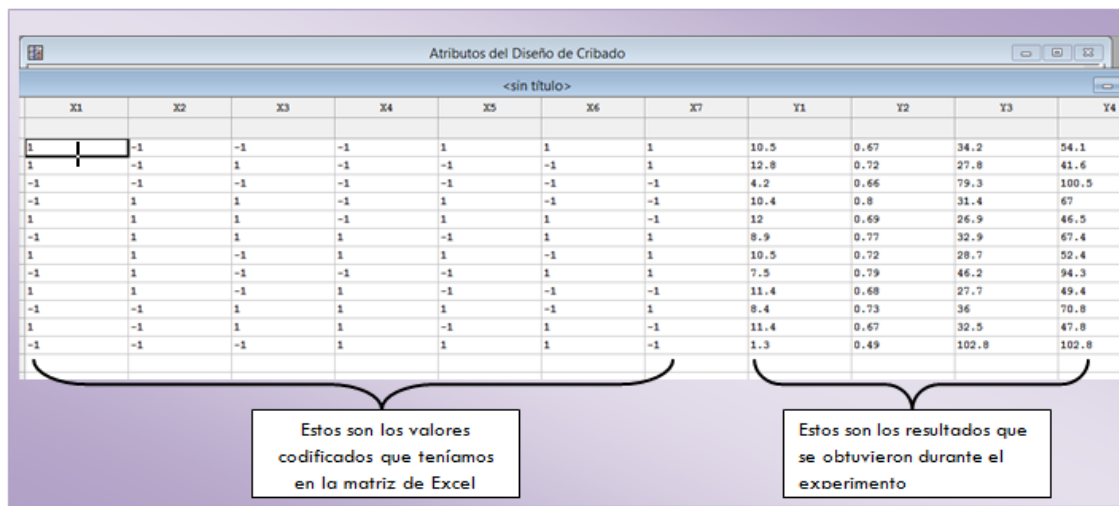 Atributos del Diseño de Cribado
<sin título>
X1 X2 X3 X4 X5 X6 X7 Y1 Y2 Y3 Y4
1 -1 -1 -1 1 1 1 10.5 0.67 34.2 54.1
1 -1 1 -1 -1 -1 1 12.8 0.72 27.8 41.6
-1 -1 -1 -1 -1 -1 -1 4.2 0.66 79.3 100.5
-1 1 1 -1 1 -1 -1 10.4 0.8 31.4 67
1 1 1 -1 1 1 -1 12 0.69 26.9 46.5
-1 1 1 1 -1 1 1 8.9 0.77 32.9 67.4
1 1 -1 1 1 -1 1 10.5 0.72 28.7 52.4
-1 1 -1 -1 -1 1 1 7.5 0.79 46.2 94.3
1 1 -1 1 -1 -1 -1 11.4 0.68 27.7 49.4
-1 -1 1 1 1 -1 1 8.4 0.73 36 70.8
1 -1 1 1 -1 1 -1 11.4 0.67 32.5 47.8
-1 -1 -1 1 1 1 -1 1.3 0.49 102.8 102.8
Estos son los valores
codificados que teníamos
en la matriz de Excel
Estos son los resultados que
se obtuvieron durante el
experimento